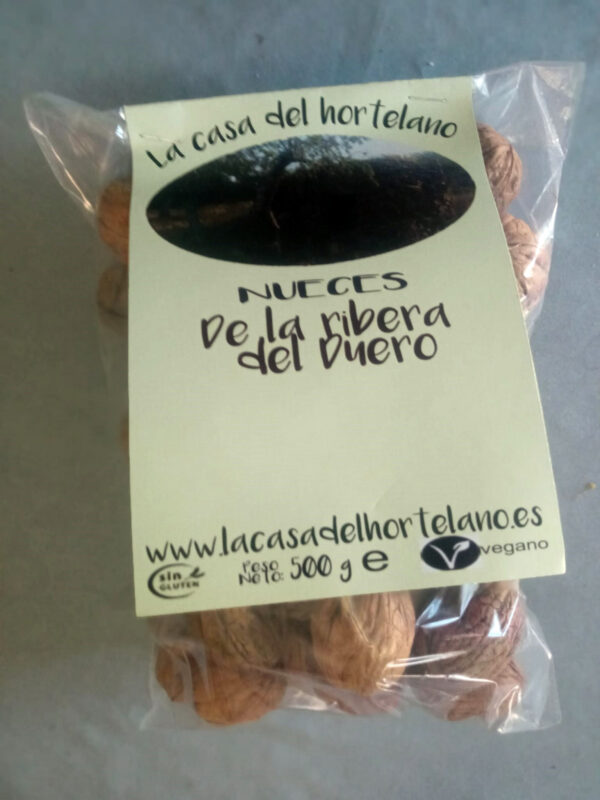 La casa del hortelano
NUECES
De la ribera
del Duero
www.lacasadelhortelano.es
sin
GLUTEN
Peso
Neto: 500 g e
V
vegano